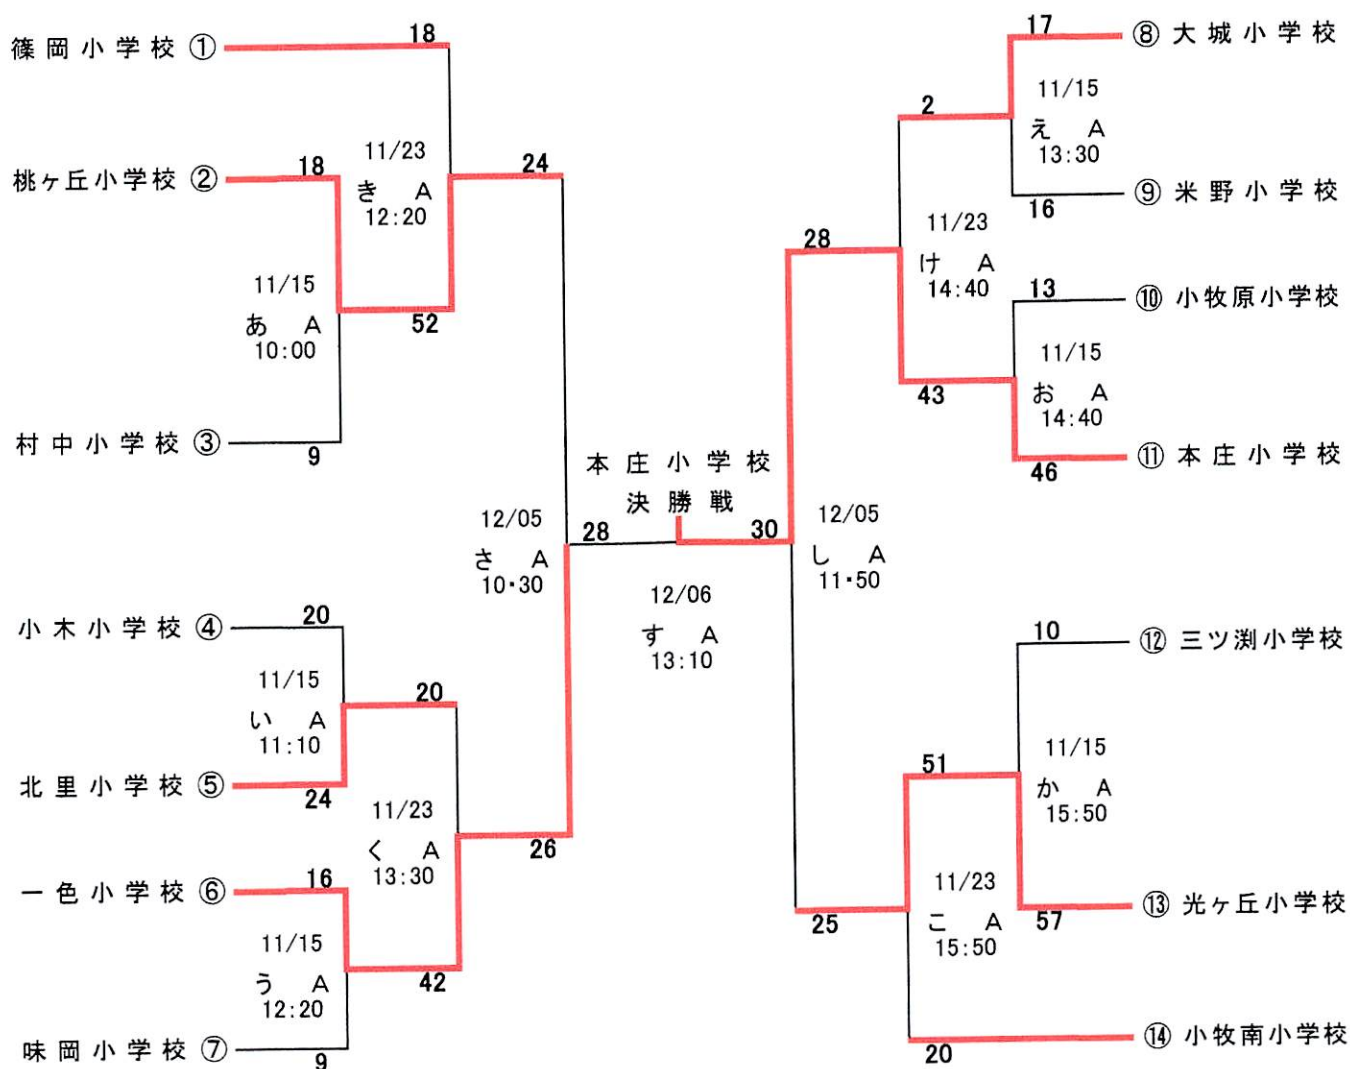 篠岡小学校 ①
18
桃ヶ丘小学校 ②
18
11/23
き A
12:20
24
11/15
あ A
10:00
52
村中小学校 ③
9
12/05
さ A
10・30
小木小学校 ④
20
11/15
い A
11:10
20
北里小学校 ⑤
24
11/23
く A
13:30
26
一色小学校 ⑥
16
11/15
う A
12:20
42
味岡小学校 ⑦
9
本庄小学校
決勝戦
28
30
12/06
す A
13:10
17
⑧ 大城小学校
11/15
え A
13:30
2
⑨ 米野小学校
16
11/23
け A
14:40
28
13
⑩ 小牧原小学校
11/15
お A
14:40
43
⑪ 本庄小学校
46
12/05
し A
11・50
10
⑫ 三ツ渕小学校
11/15
か A
15:50
51
⑬ 光ヶ丘小学校
57
11/23
こ A
15:50
25
⑭ 小牧南小学校
20